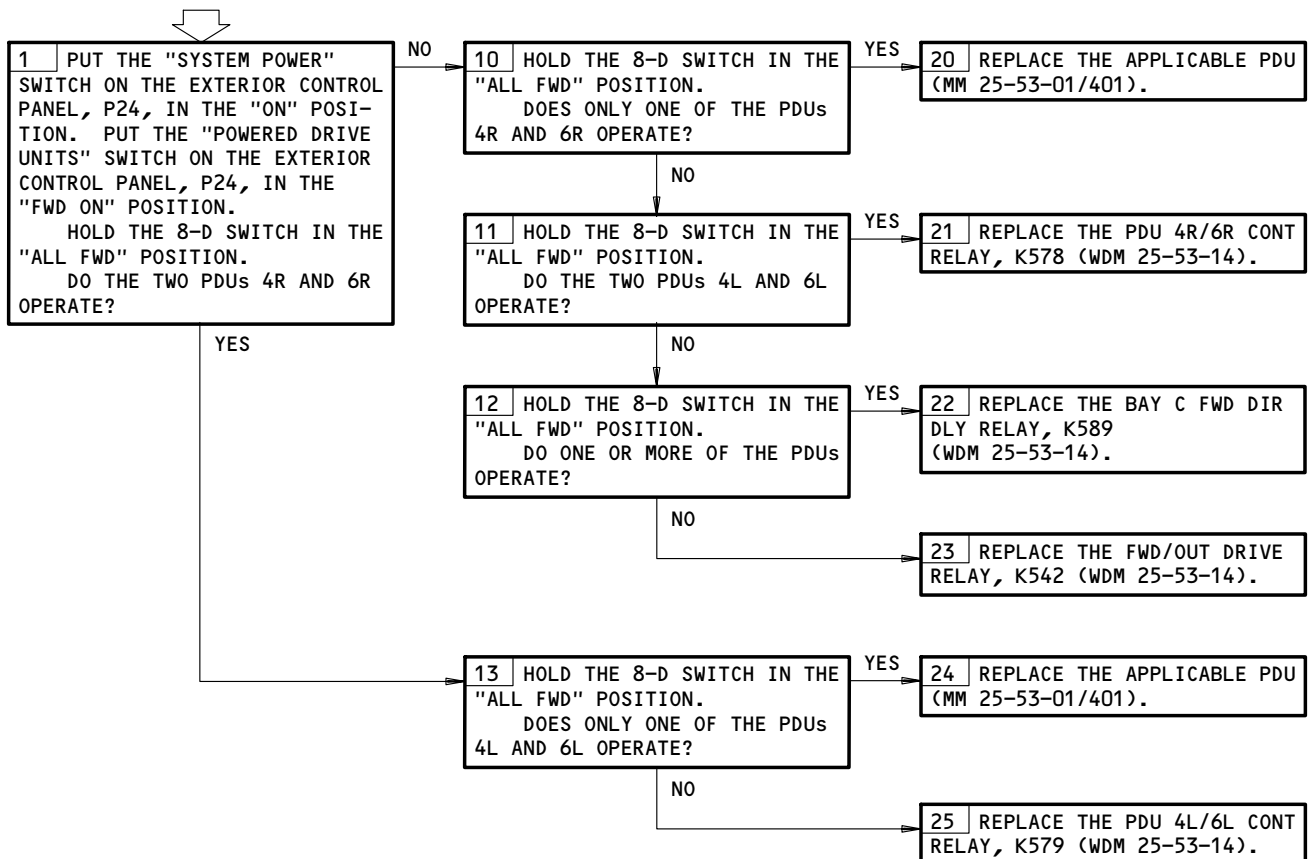 1 PUT THE "SYSTEM POWER"
SWITCH ON THE EXTERIOR CONTROL
PANEL, P24, IN THE "ON" POSI-
TION. PUT THE "POWERED DRIVE
UNITS" SWITCH ON THE EXTERIOR
CONTROL PANEL, P24, IN THE
"FWD ON" POSITION.
HOLD THE 8-D SWITCH IN THE
"ALL FWD" POSITION.
DO THE TWO PDUs 4R AND 6R
OPERATE?
NO
YES
10 HOLD THE 8-D SWITCH IN THE
"ALL FWD" POSITION.
DOES ONLY ONE OF THE PDUs
4R AND 6R OPERATE?
YES
NO
20 REPLACE THE APPLICABLE PDU
(MM 25-53-01/401).
11 HOLD THE 8-D SWITCH IN THE
"ALL FWD" POSITION.
DO THE TWO PDUs 4L AND 6L
OPERATE?
YES
NO
21 REPLACE THE PDU 4R/6R CONT
RELAY, K578 (WDM 25-53-14).
12 HOLD THE 8-D SWITCH IN THE
"ALL FWD" POSITION.
DO ONE OR MORE OF THE PDUs
OPERATE?
YES
NO
22 REPLACE THE BAY C FWD DIR
DLY RELAY, K589
(WDM 25-53-14).
23 REPLACE THE FWD/OUT DRIVE
RELAY, K542 (WDM 25-53-14).
13 HOLD THE 8-D SWITCH IN THE
"ALL FWD" POSITION.
DOES ONLY ONE OF THE PDUs
4L AND 6L OPERATE?
YES
NO
24 REPLACE THE APPLICABLE PDU
(MM 25-53-01/401).
25 REPLACE THE PDU 4L/6L CONT
RELAY, K579 (WDM 25-53-14).